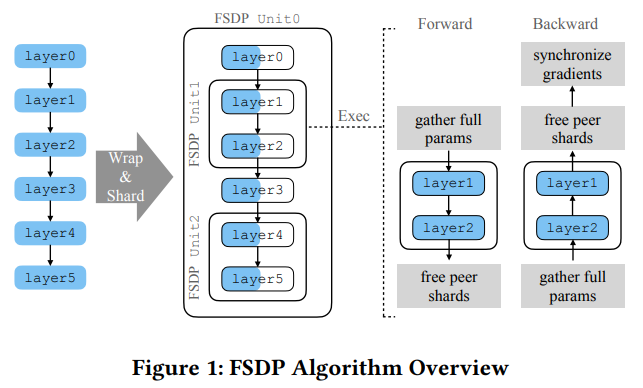 layer0
layer1
layer2
layer3
layer4
layer5
Wrap
&
Shard
FSDP Unit0
layer0
FSDP Unit1
layer1
layer2
layer3
FSDP Unit2
layer4
layer5
Exec
Forward
gather full
params
layer1
layer2
free peer
shards
Backward
synchronize
gradients
free peer
shards
layer1
layer2
gather full
params
Figure 1: FSDP Algorithm Overview